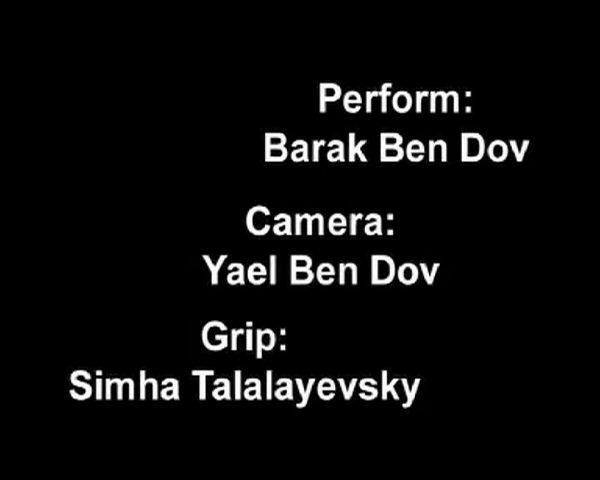 Perform:
Barak Ben Dov
Camera:
Yael Ben Dov
Grip:
Simha Talalayevsky